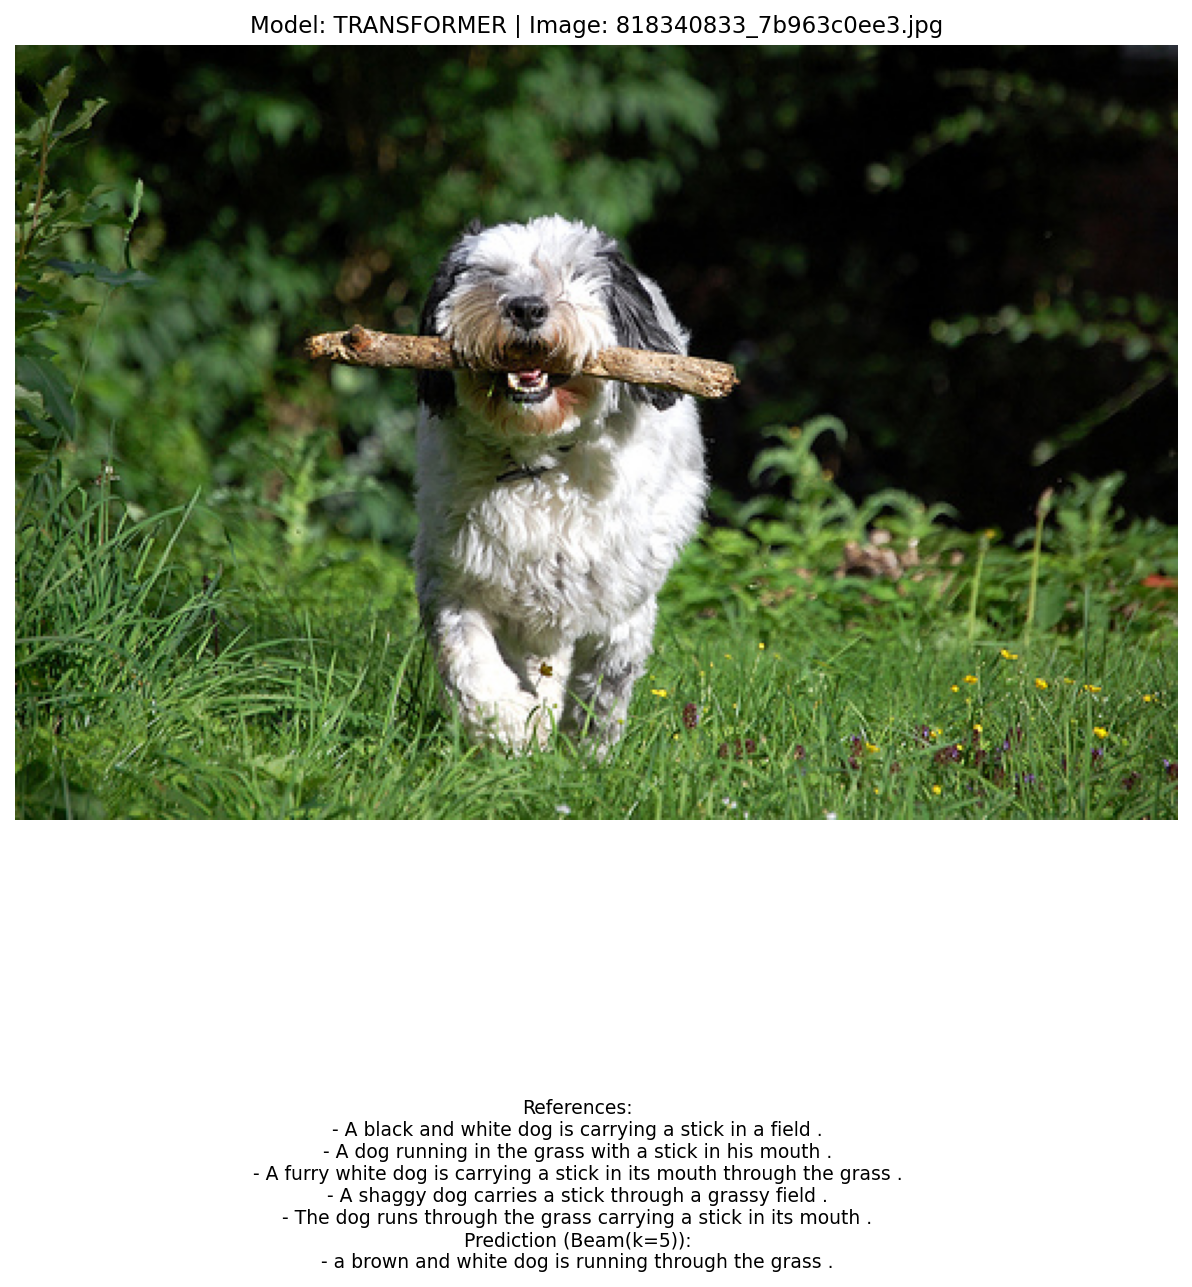 Model: TRANSFORMER | Image: 818340833_7b963c0ee3.jpg
References:
- A black and white dog is carrying a stick in a field .
- A dog running in the grass with a stick in his mouth .
- A furry white dog is carrying a stick in its mouth through the grass .
- A shaggy dog carries a stick through a grassy field .
- The dog runs through the grass carrying a stick in its mouth .
Prediction (Beam(k=5)):
- a brown and white dog is running through the grass .